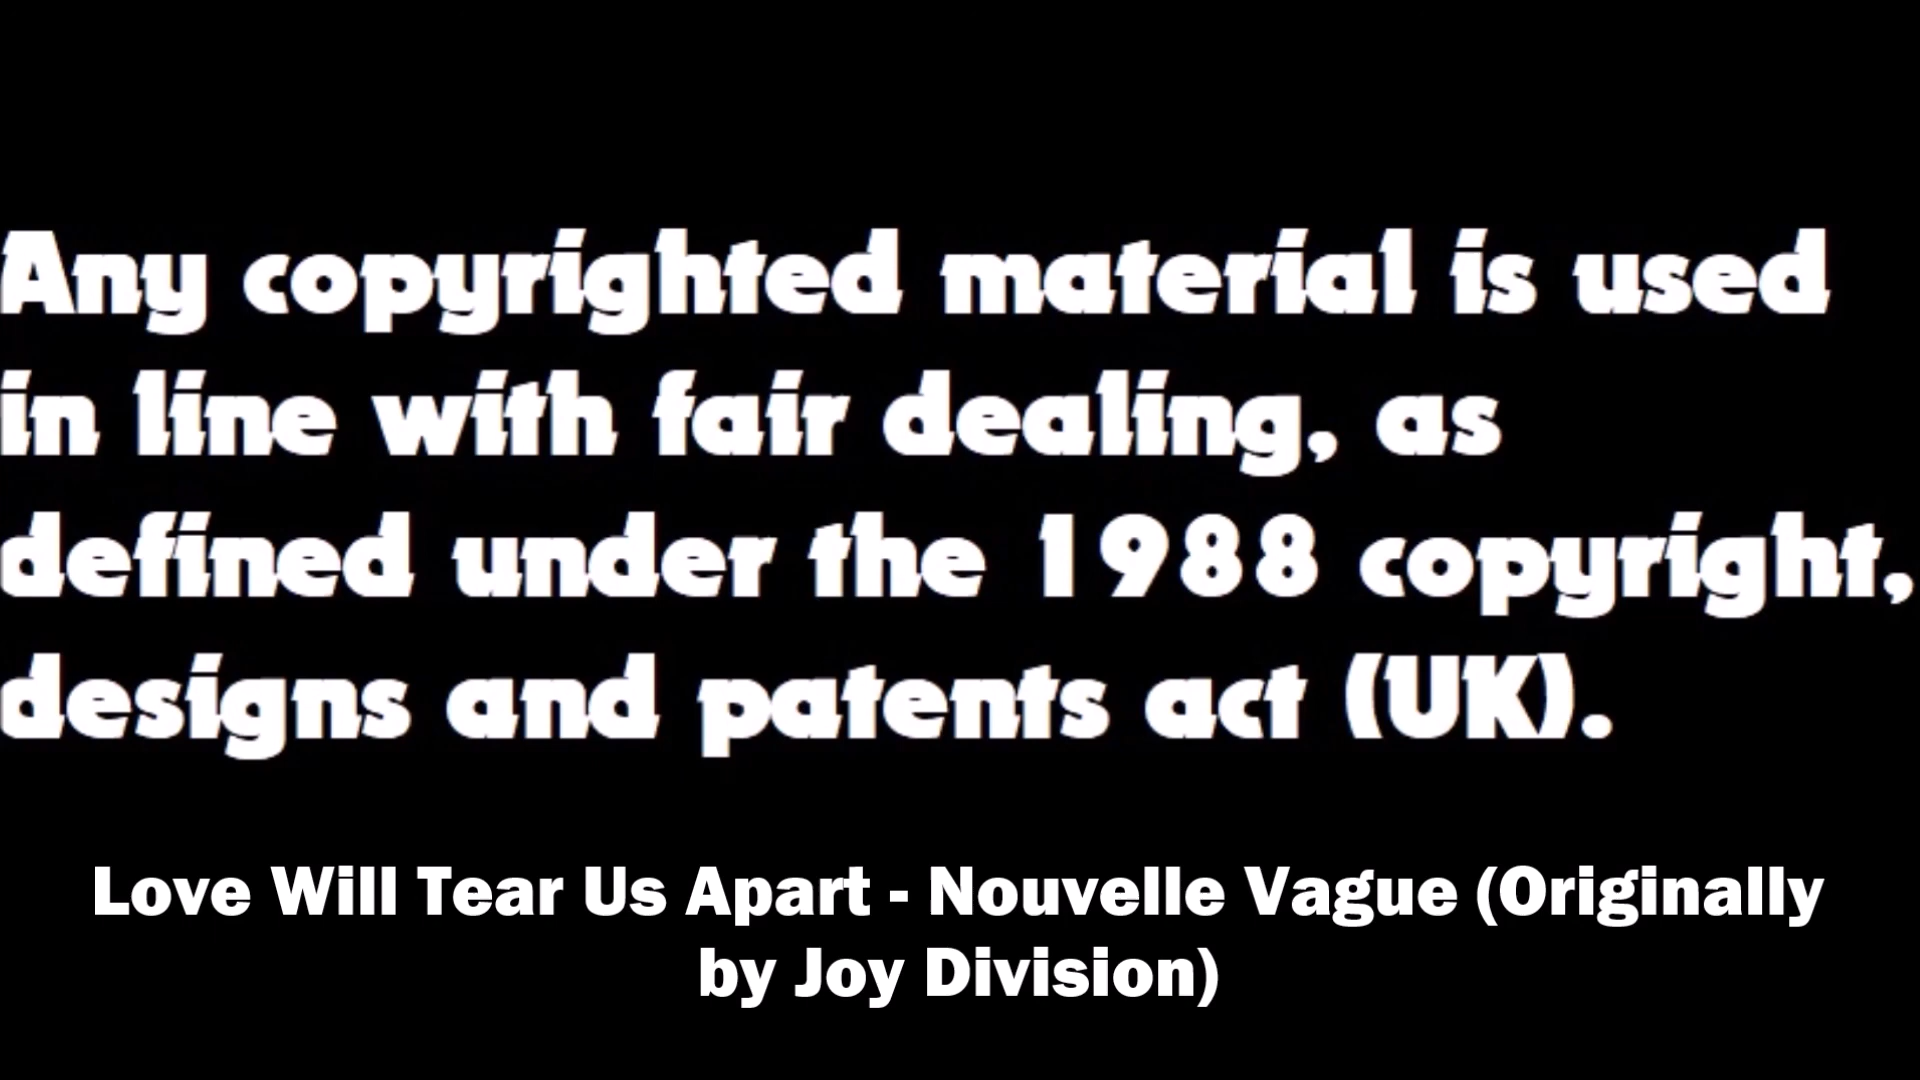 Any copyrighted material is used
in line with fair dealing, as
defined under the 1988 copyright,
designs and patents act (UK).
Love Will Tear Us Apart - Nouvelle Vague (Originally
by Joy Division)